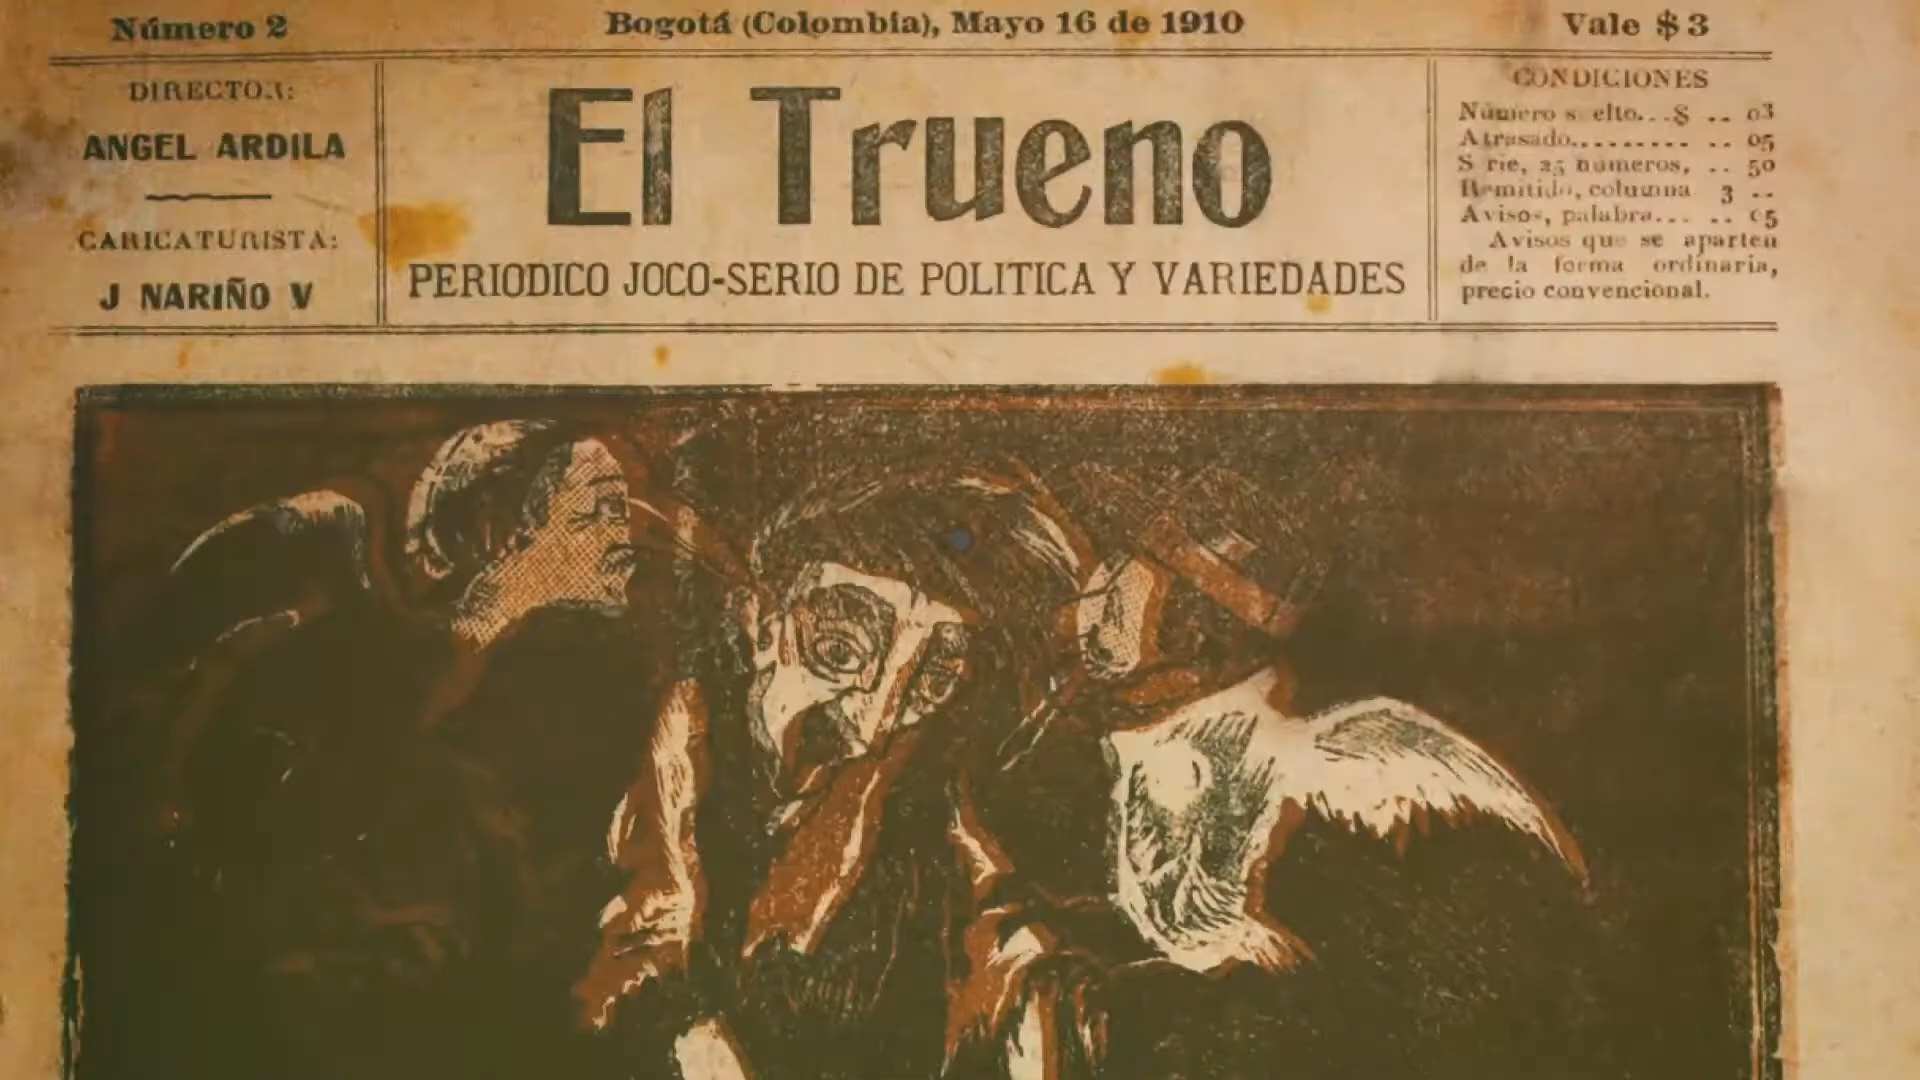 Número 2
Bogotá (Colombia), Mayo 16 de 1910
Vale $ 3
DIRECTOR:
ANGEL ARDILA
CARICATURISTA:
J NARIÑO V
El Trueno
PERIODICO JOCO-SERIO DE POLITICA Y VARIEDADES
CONDICIONES
Número s elto...$ .. 03
Atrasado......... .. 05
S rie, 25 números, .. 50
Remitido, columna 3 ..
Avisos, palabra... .. 05
Avisos que se aparten
de la forma ordinaria,
precio convencional.